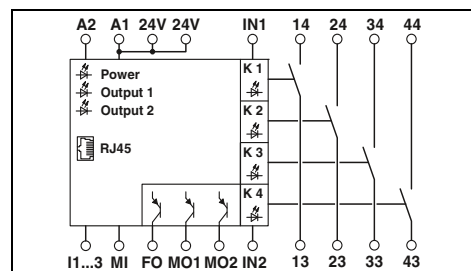 A2 A1 24V 24V IN1 14 24 34 44
Power
Output 1
Output 2
RJ45
K 1
K 2
K 3
K 4
I1...3 MI FO MO1 MO2 IN2 13 23 33 43